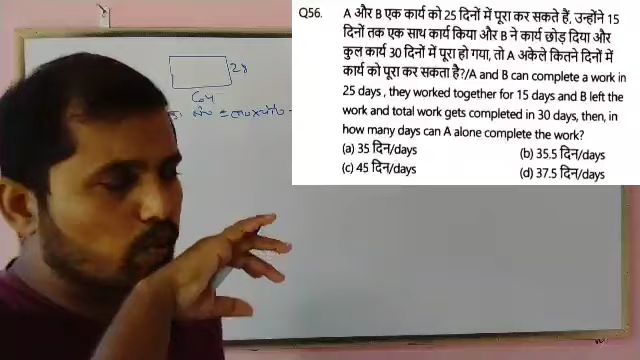 Q56. A और B एक कार्य को 25 दिनों में पूरा कर सकते हैं, उन्होंने 15
दिनों तक एक साथ कार्य किया और B ने कार्य छोड़ दिया और
कुल कार्य 30 दिनों में पूरा हो गया, तो A अकेले कितने दिनों में
कार्य को पूरा कर सकता है?/A and B can complete a work in
25 days , they worked together for 15 days and B left the
work and total work gets completed in 30 days, then, in
how many days can A alone complete the work?
(a) 35 दिन/days (b) 35.5 दिन/days
(c) 45 दिन/days (d) 37.5 दिन/days
28
64